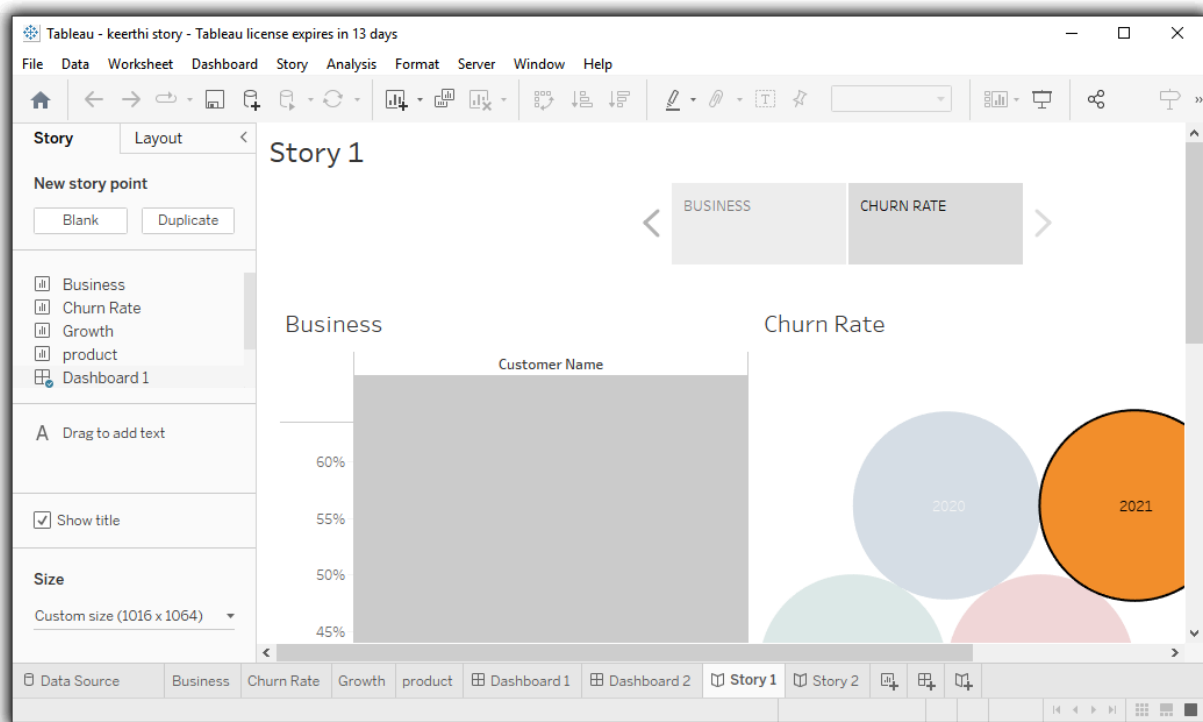 Tableau - keerthi story - Tableau license expires in 13 days
File Data Worksheet Dashboard Story Analysis Format Server Window Help
Story Layout
Story 1
New story point
Blank Duplicate
BUSINESS CHURN RATE
Business
Churn Rate
Growth
product
Dashboard 1
Business Churn Rate
Customer Name
A Drag to add text
60%
2020 2021
Show title
55%
Size
50%
Custom size (1016 x 1064)
45%
Data Source Business Churn Rate Growth product Dashboard 1 Dashboard 2 Story 1 Story 2